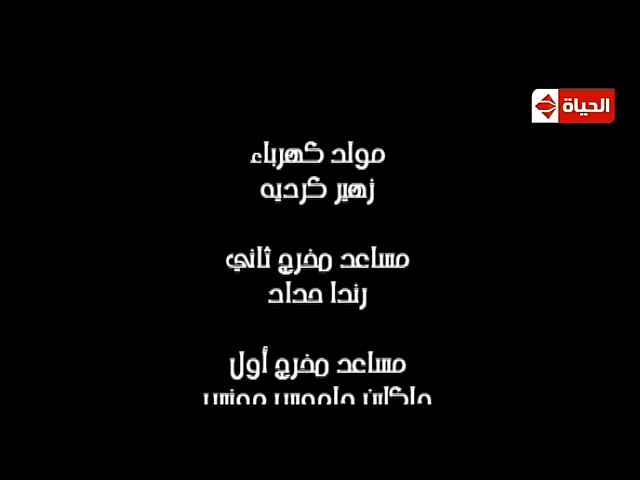 الحياة
مولد كهرباء
زهير كرديه
مساعد مخرج ثاني
رندا حداد
مساعد مخرج أول